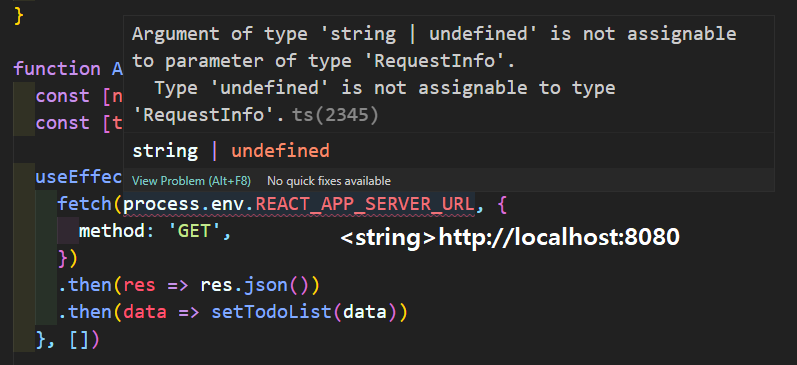 }
Argument of type 'string | undefined' is not assignable
to parameter of type 'RequestInfo'.
Type 'undefined' is not assignable to type
'RequestInfo'. ts(2345)
string | undefined
View Problem (Alt+F8) No quick fixes available
function A
const [n
const [t
useEffec
fetch(process.env.REACT_APP_SERVER_URL, {
method: 'GET',
<string>http://localhost:8080
})
.then(res => res.json())
.then(data => setTodoList(data))
}, [])